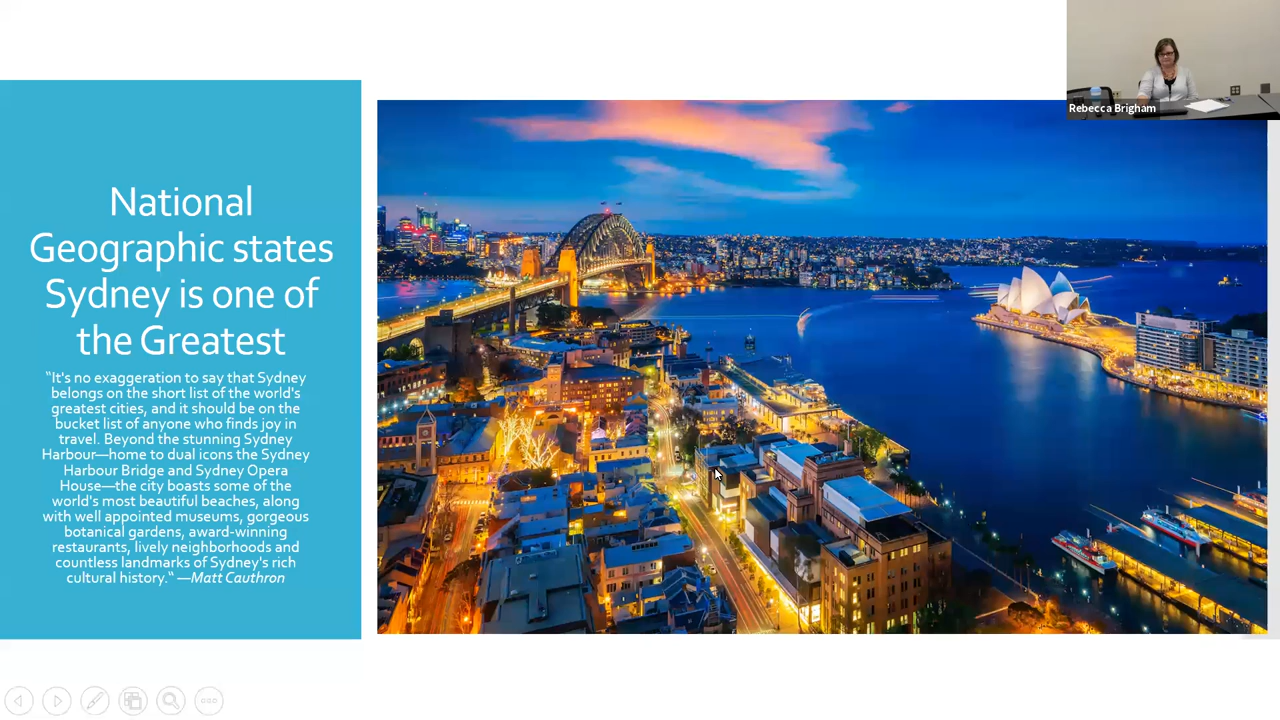 National
Geographic states
Sydney is one of
the Greatest
"It's no exaggeration to say that Sydney
belongs on the short list of the world's
greatest cities, and it should be on the
bucket list of anyone who finds joy in
travel. Beyond the stunning Sydney
Harbour—home to dual icons the Sydney
Harbour Bridge and Sydney Opera
House—the city boasts some of the
world's most beautiful beaches, along
with well appointed museums, gorgeous
botanical gardens, award-winning
restaurants, lively neighborhoods and
countless landmarks of Sydney's rich
cultural history." —Matt Cauthron
Rebecca Brigham